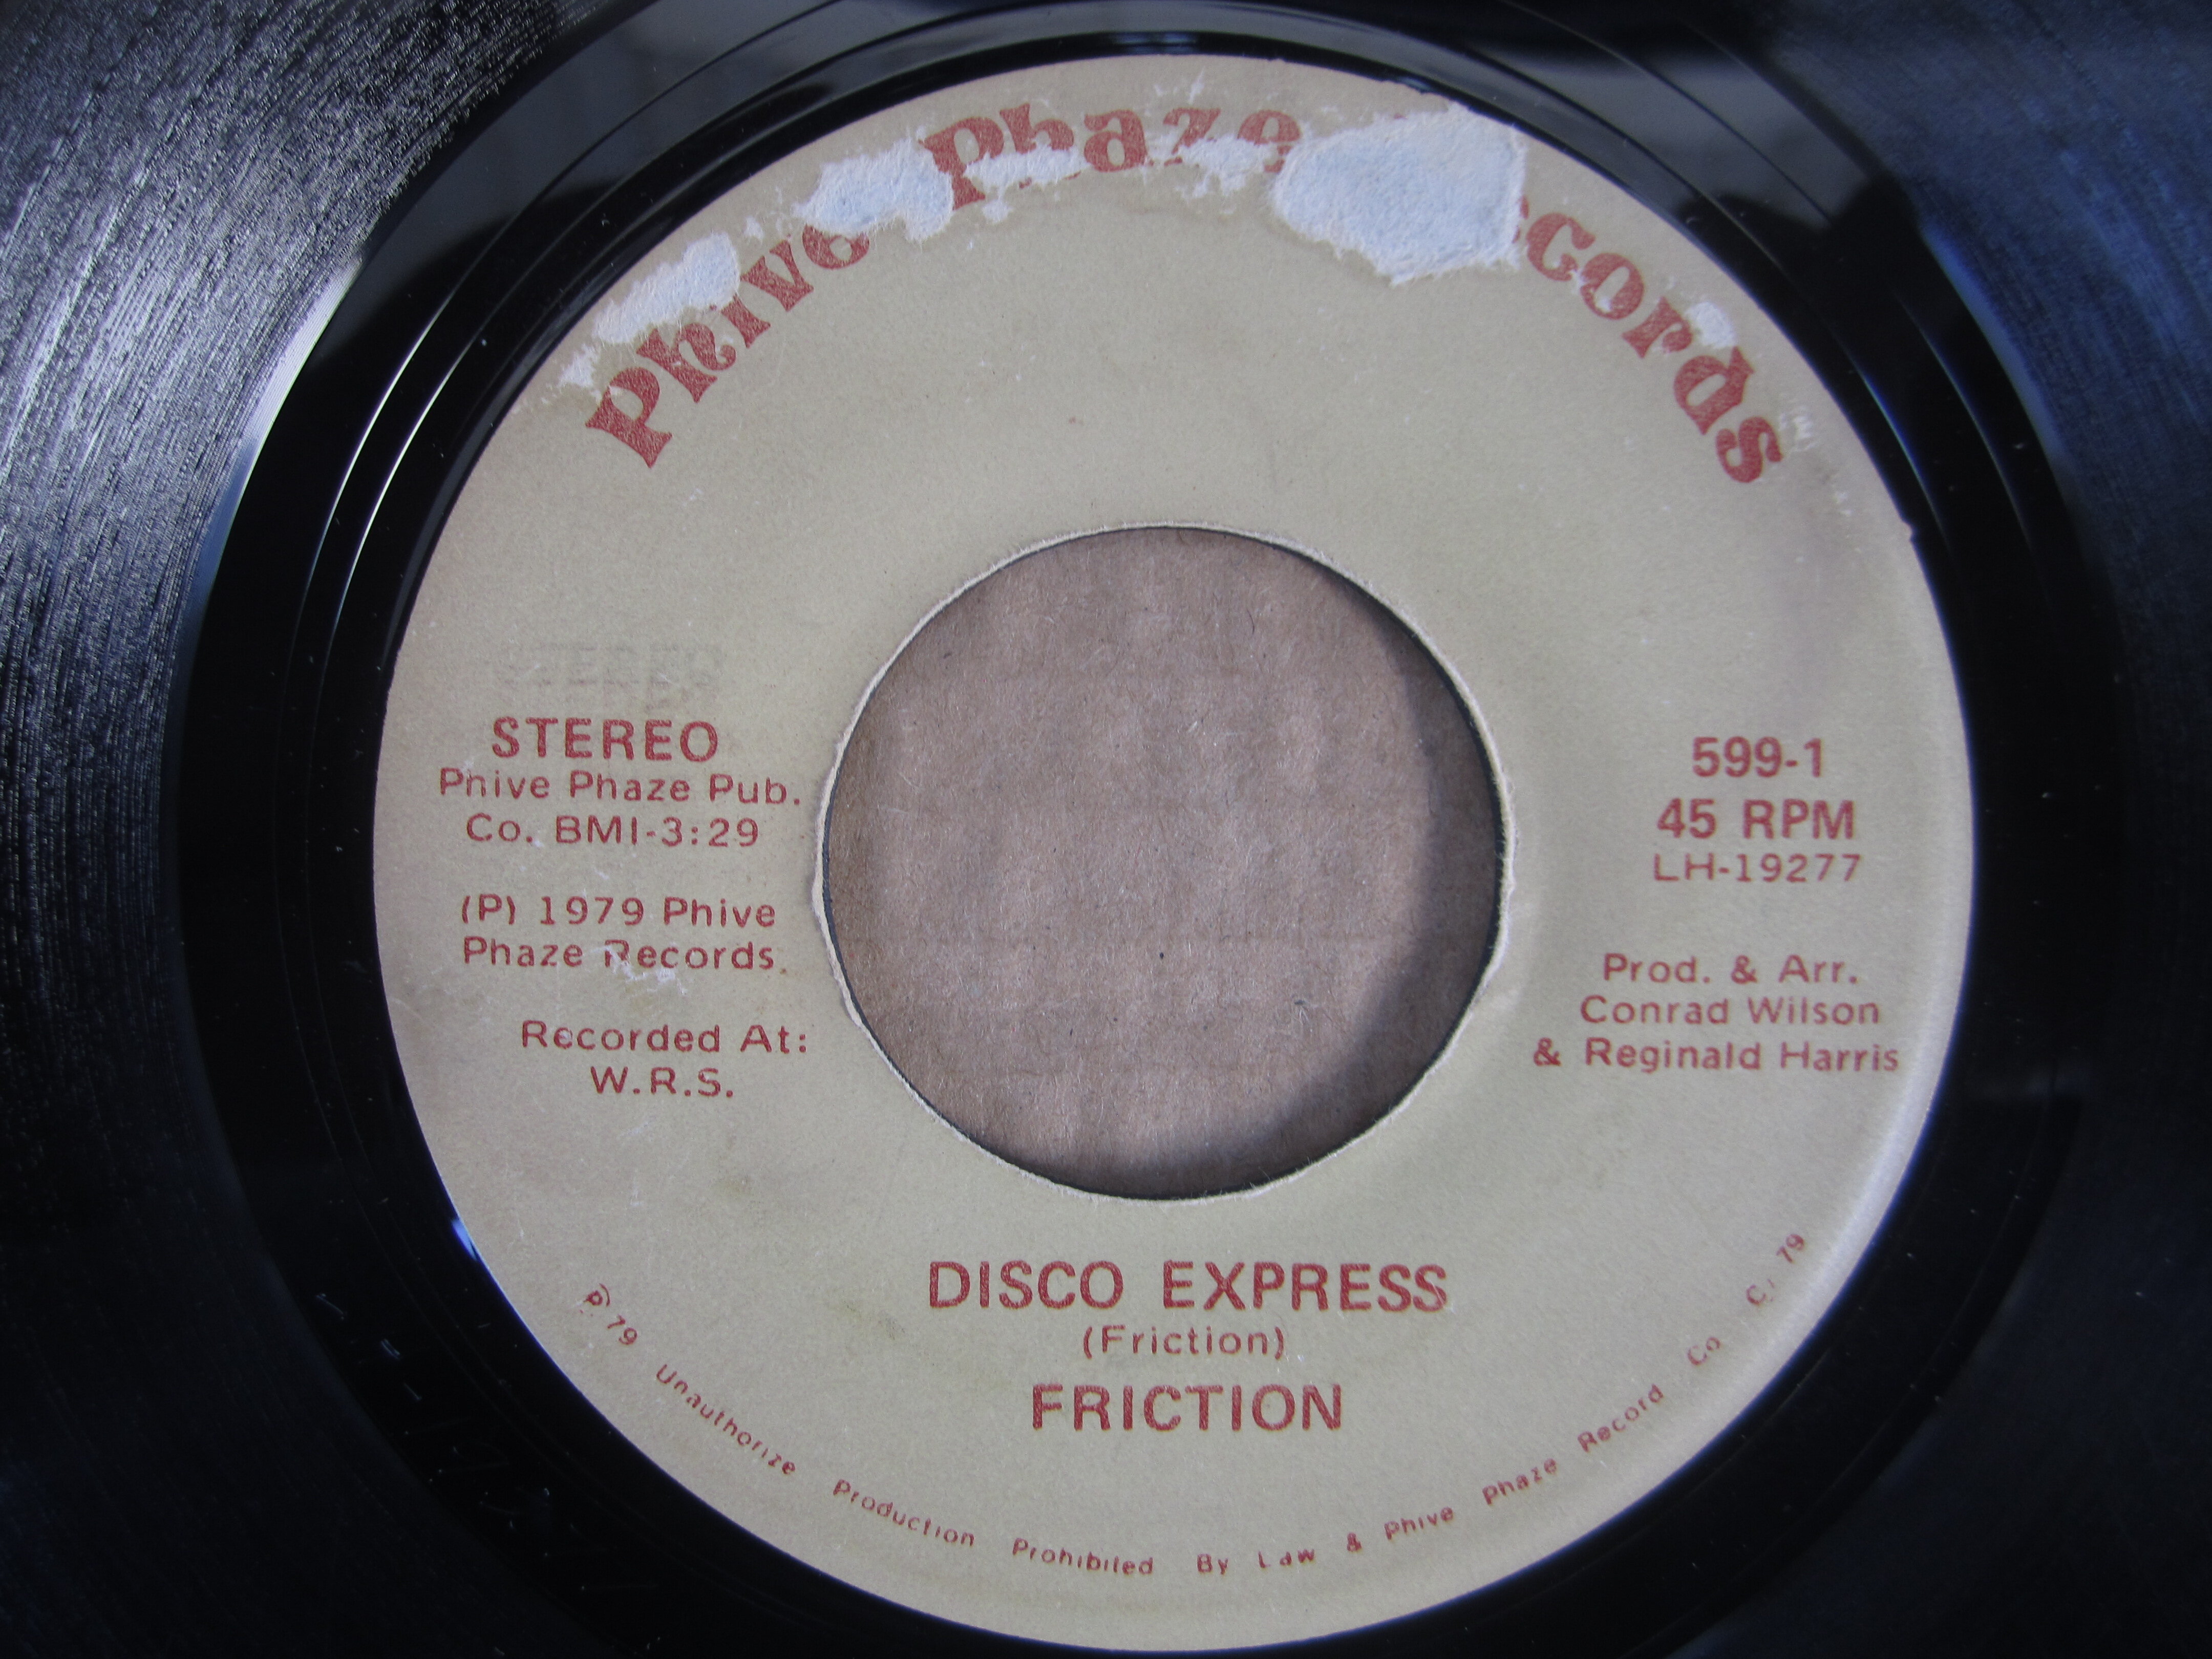 Phive Phaze Records
STEREO
Phive Phaze Pub.
Co. BMI-3:29
(P) 1979 Phive
Phaze Records.
Recorded At:
W.R.S.
599-1
45 RPM
LH-19277
Prod. & Arr.
Conrad Wilson
& Reginald Harris
DISCO EXPRESS
(Friction)
FRICTION
P. 79 Unauthorize Production Prohibited By Law & Phive Phaze Record Co C. 79